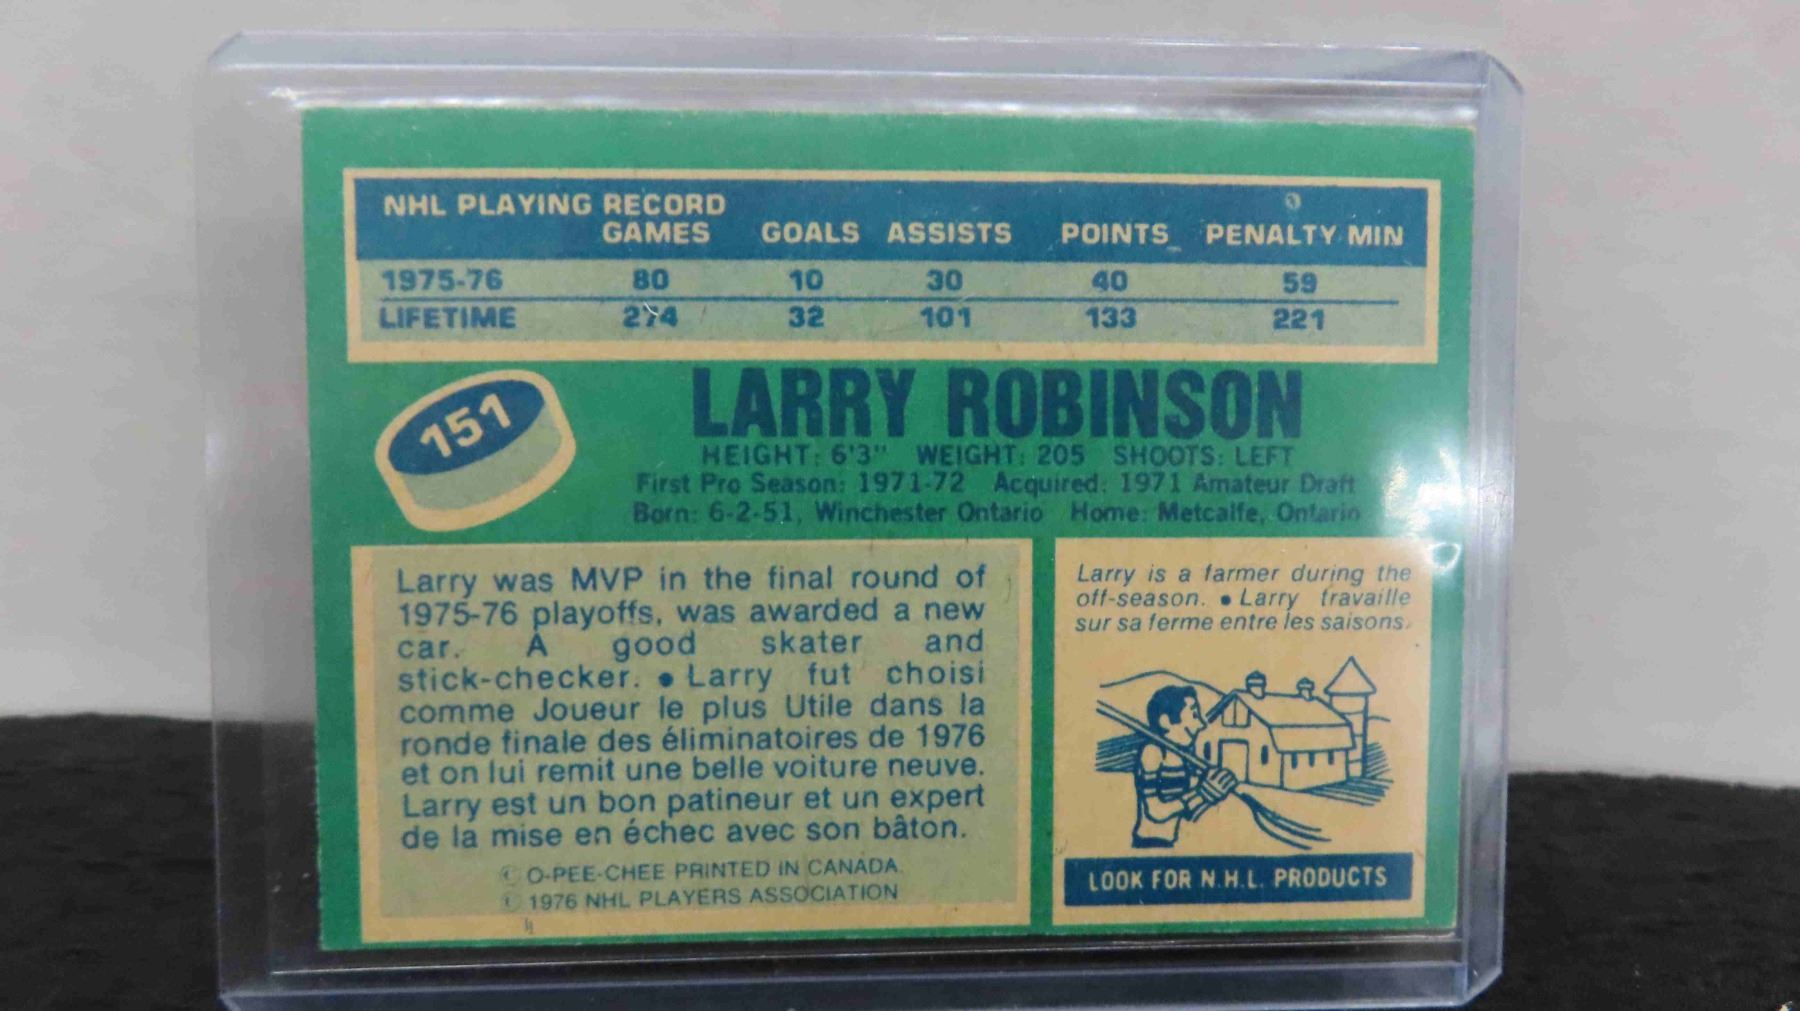 NHL PLAYING RECORD
GAMES GOALS ASSISTS POINTS PENALTY MIN
1975-76 80 10 30 40 59
LIFETIME 274 32 101 133 221
151
LARRY ROBINSON
HEIGHT: 6'3" WEIGHT: 205 SHOOTS: LEFT
First Pro Season: 1971-72 Acquired: 1971 Amateur Draft
Born: 6-2-51, Winchester Ontario Home: Metcalfe, Ontario
Larry was MVP in the final round of
1975-76 playoffs, was awarded a new
car. A good skater and
stick-checker. • Larry fut choisi
comme Joueur le plus Utile dans la
ronde finale des éliminatoires de 1976
et on lui remit une belle voiture neuve.
Larry est un bon patineur et un expert
de la mise en échec avec son bâton.
© O-PEE-CHEE PRINTED IN CANADA
© 1976 NHL PLAYERS ASSOCIATION
Larry is a farmer during the
off-season. • Larry travaille
sur sa ferme entre les saisons.
LOOK FOR N.H.L. PRODUCTS